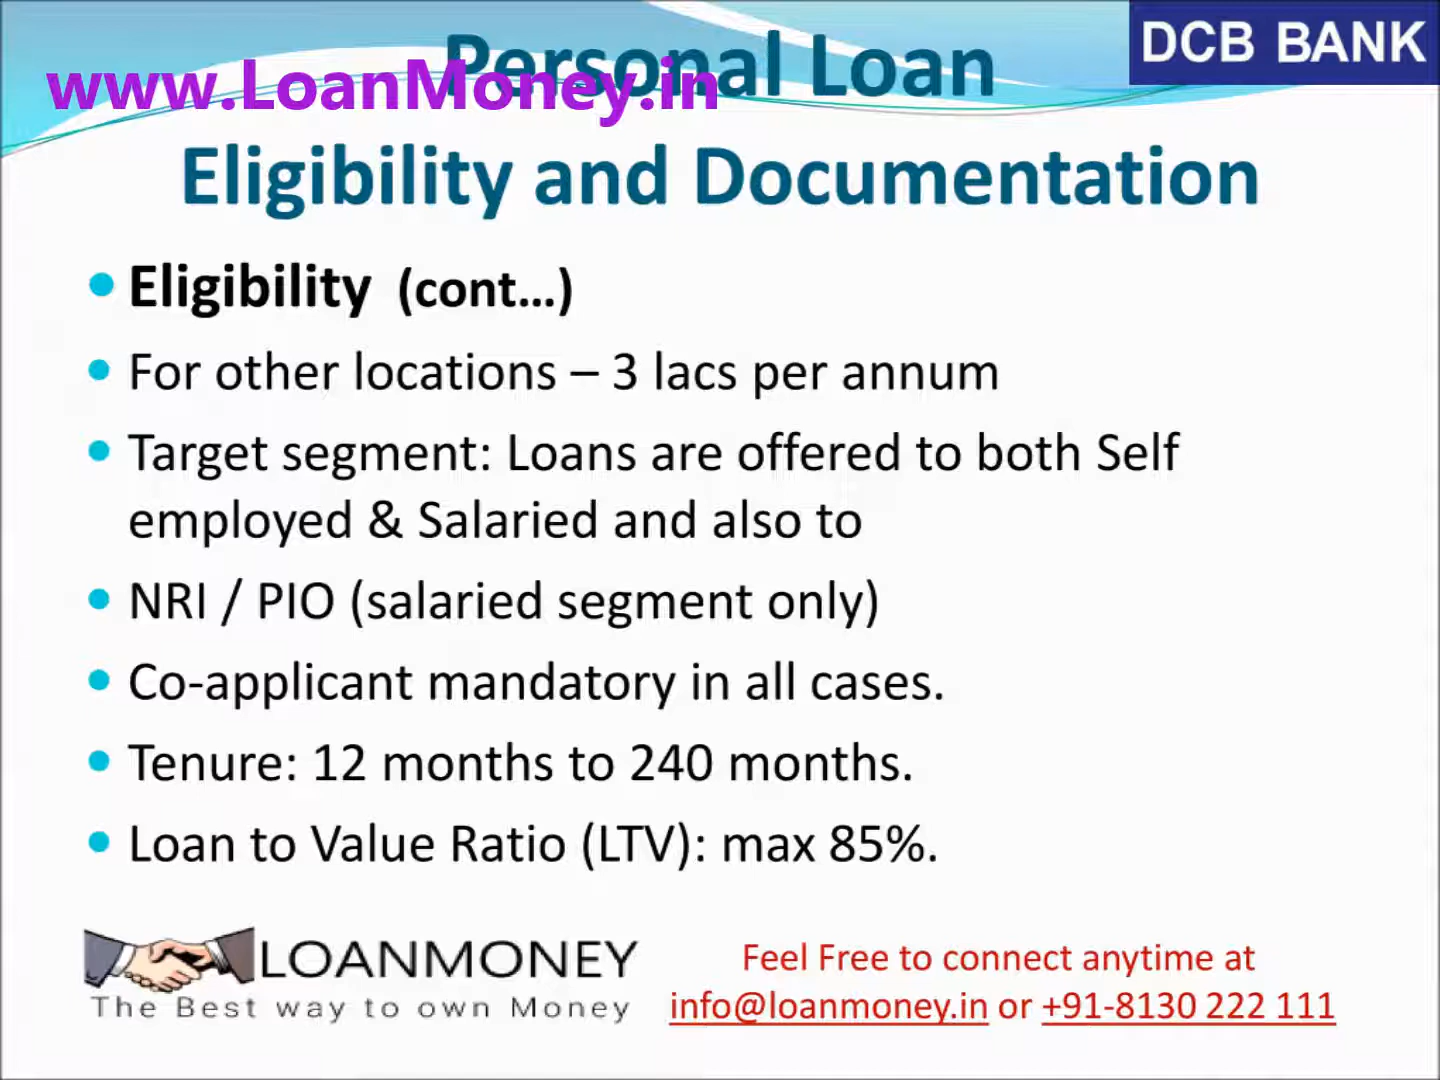 Personal Loan
DCB BANK
www.LoanMoney.in
Eligibility and Documentation
Eligibility (cont...)
For other locations – 3 lacs per annum
Target segment: Loans are offered to both Self
employed & Salaried and also to
NRI / PIO (salaried segment only)
Co-applicant mandatory in all cases.
Tenure: 12 months to 240 months.
Loan to Value Ratio (LTV): max 85%.
LOANMONEY
The Best way to own Money
Feel Free to connect anytime at
info@loanmoney.in or +91-8130 222 111